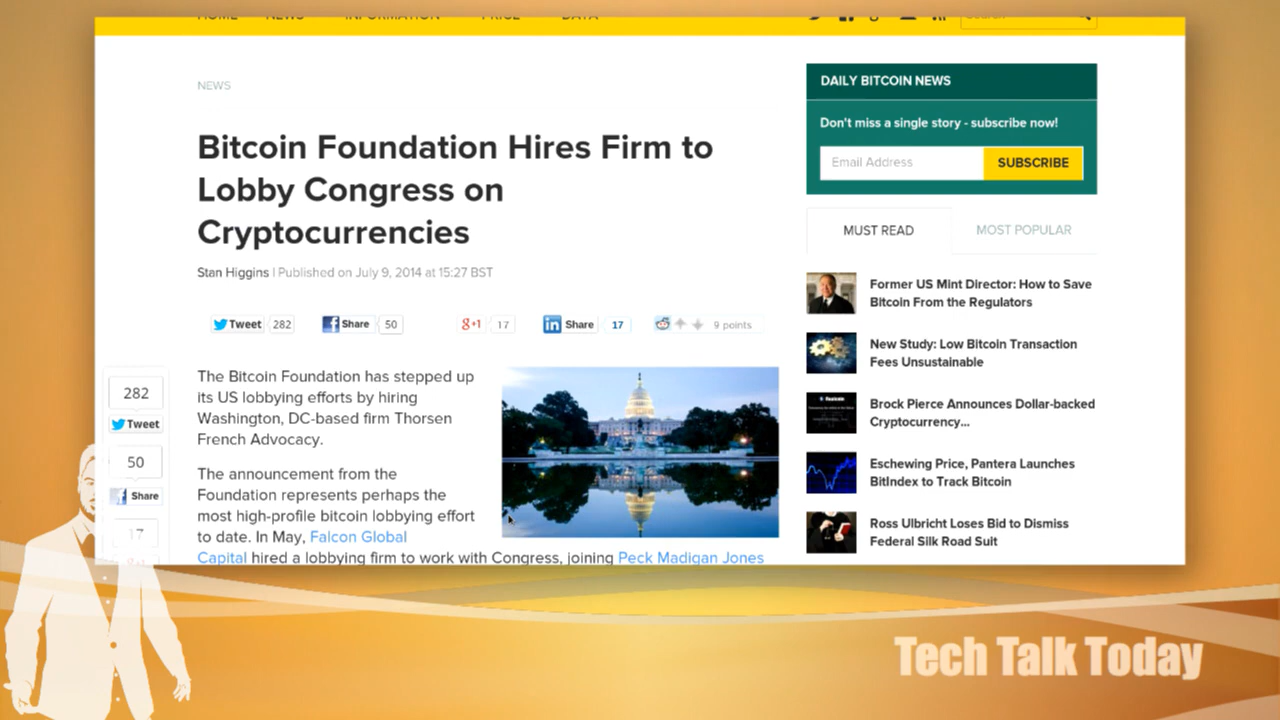 HOME NEWS INFORMATION PRICE DATA
Search
NEWS
Bitcoin Foundation Hires Firm to
Lobby Congress on
Cryptocurrencies
Stan Higgins | Published on July 9, 2014 at 15:27 BST
Tweet 282 Share 50 g+1 17 in Share 17 9 points
282
Tweet
50
Share
17
The Bitcoin Foundation has stepped up
its US lobbying efforts by hiring
Washington, DC-based firm Thorsen
French Advocacy.
The announcement from the
Foundation represents perhaps the
most high-profile bitcoin lobbying effort
to date. In May, Falcon Global
Capital hired a lobbying firm to work with Congress, joining Peck Madigan Jones
DAILY BITCOIN NEWS
Don't miss a single story - subscribe now!
Email Address SUBSCRIBE
MUST READ MOST POPULAR
Former US Mint Director: How to Save
Bitcoin From the Regulators
New Study: Low Bitcoin Transaction
Fees Unsustainable
Brock Pierce Announces Dollar-backed
Cryptocurrency...
Eschewing Price, Pantera Launches
BitIndex to Track Bitcoin
Ross Ulbricht Loses Bid to Dismiss
Federal Silk Road Suit
Tech Talk Today